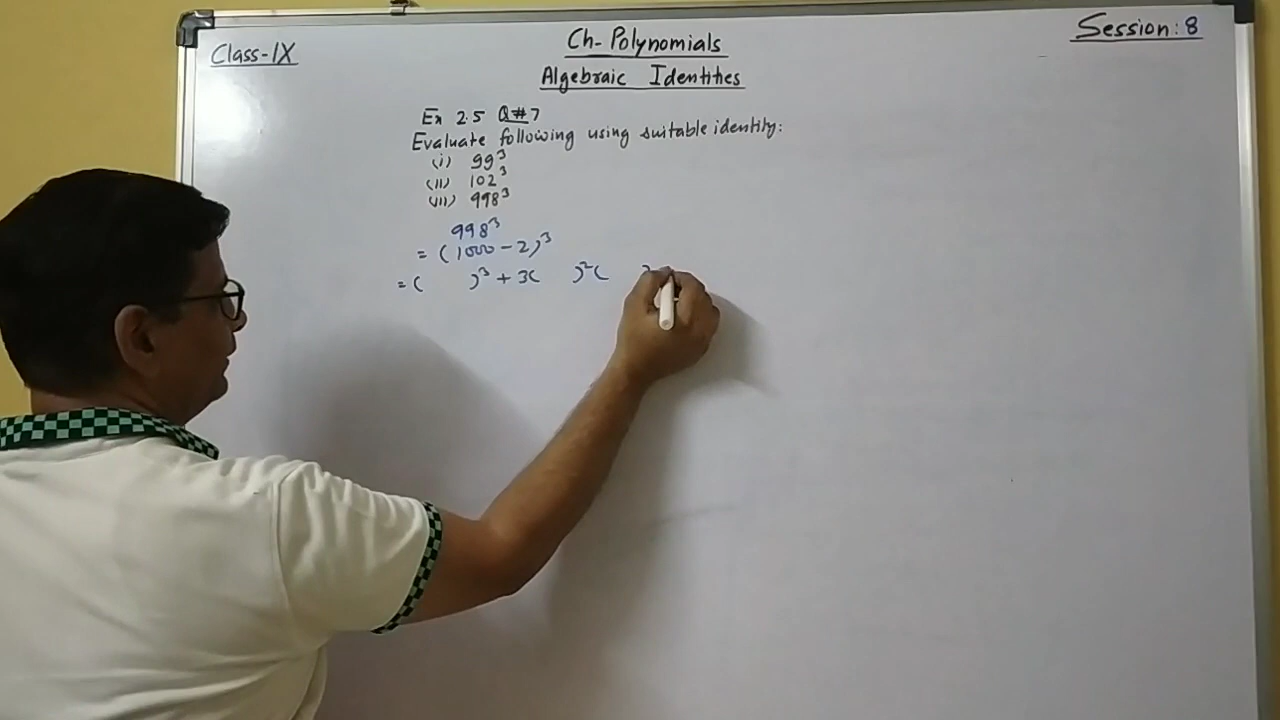 Class-IX
Ch- Polynomials
Session: 8
Algebraic Identities
Ex 2.5 Q#7
Evaluate following using suitable identity:
(i) 99³
(ii) 102³
(iii) 998³
998³
= (1000-2)³
= ( )³ + 3( )²( )